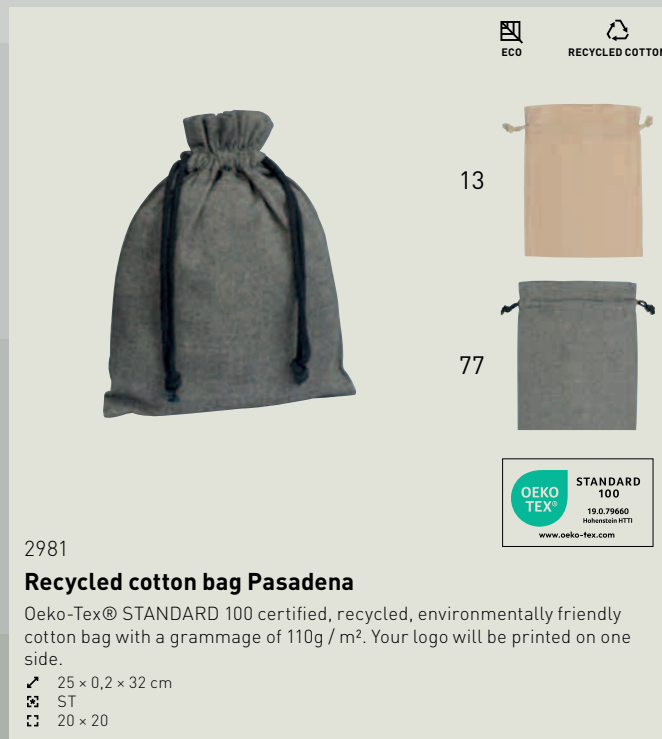 ECO
RECYCLED COTTON
13
77
OEKO
TEX®
STANDARD
100
19.0.79660
Hohenstein HTTI
www.oeko-tex.com
2981
Recycled cotton bag Pasadena
Oeko-Tex® STANDARD 100 certified, recycled, environmentally friendly
cotton bag with a grammage of 110g / m². Your logo will be printed on one
side.
25 × 0,2 × 32 cm
ST
20 × 20